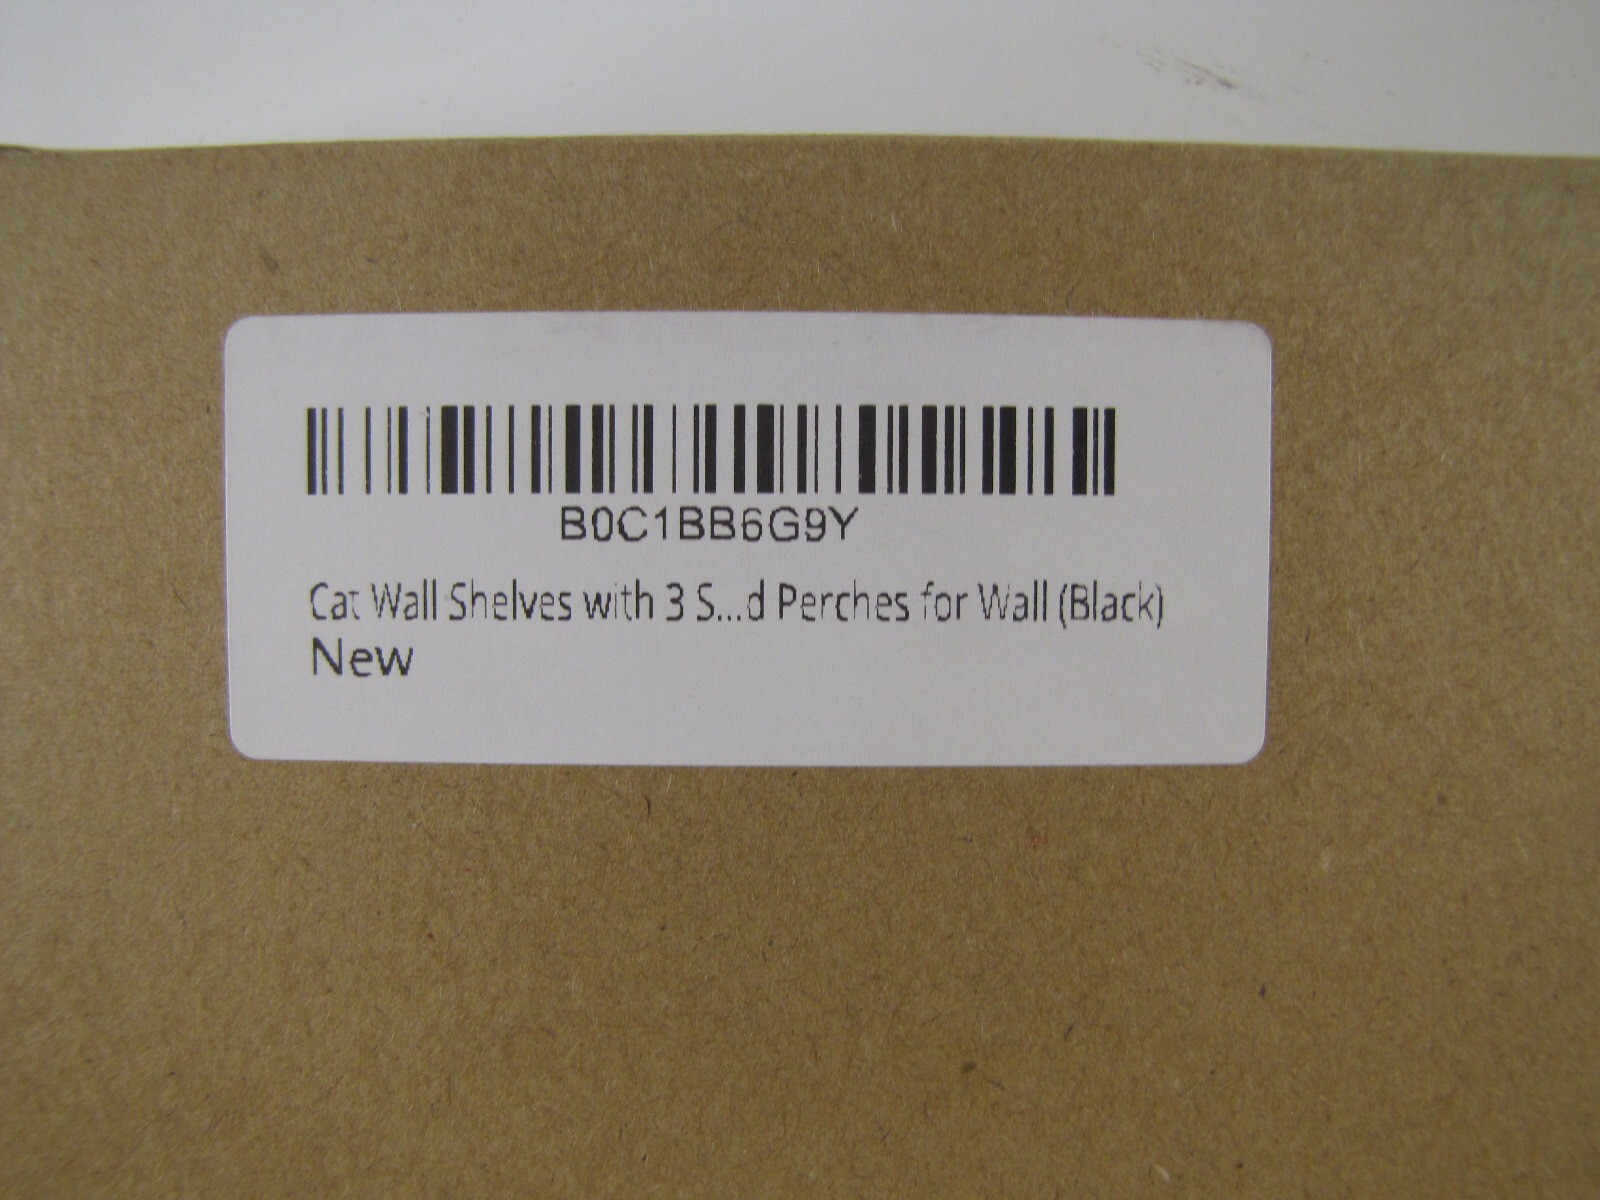 B0C1BB6G9Y
Cat Wall Shelves with 3 S...d Perches for Wall (Black)
New